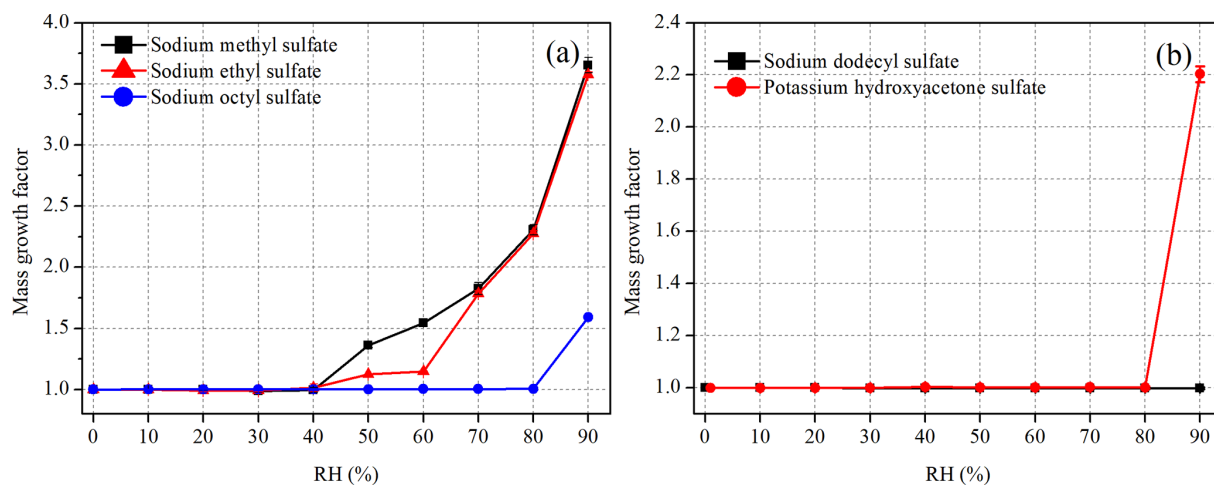 (a)
Sodium methyl sulfate
Sodium ethyl sulfate
Sodium octyl sulfate
Mass growth factor
4.0
3.5
3.0
2.5
2.0
1.5
1.0
0 10 20 30 40 50 60 70 80 90
RH (%)
(b)
Sodium dodecyl sulfate
Potassium hydroxyacetone sulfate
Mass growth factor
2.4
2.2
2.0
1.8
1.6
1.4
1.2
1.0
0 10 20 30 40 50 60 70 80 90
RH (%)